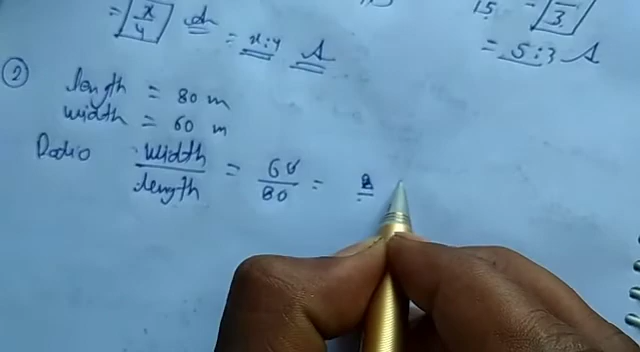 = x/4 = x:4 A
15 = 3
= 5:3 A
2
length = 80 m
width = 60 m
Ratio width/length = 60/80 =